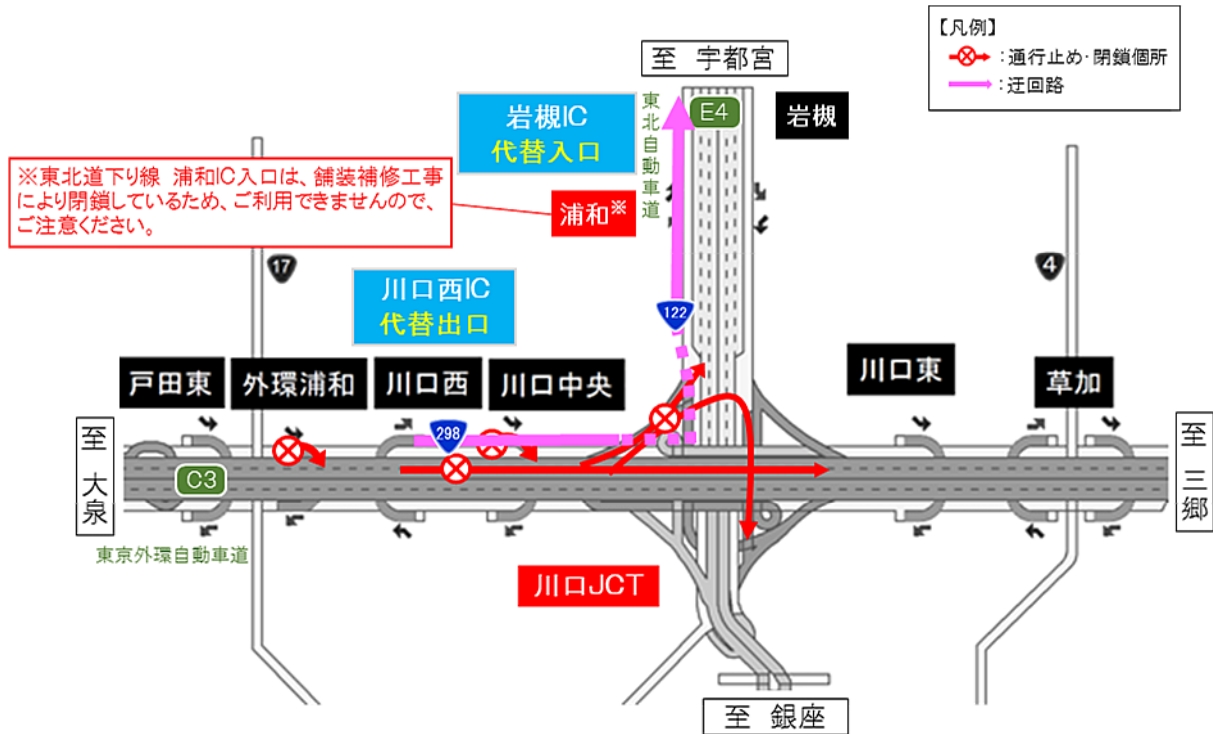 【凡例】
：通行止め・閉鎖個所
：迂回路
至 宇都宮
岩槻IC
代替入口
東北自動車道
E4
岩槻
※東北道下り線 浦和IC入口は、舗装補修工事
により閉鎖しているため、ご利用できませんので、
ご注意ください。
浦和※
17
4
川口西IC
代替出口
122
戸田東
外環浦和
川口西
川口中央
川口東
草加
至 大泉
298
至 三郷
C3
東京外環自動車道
川口JCT
至 銀座